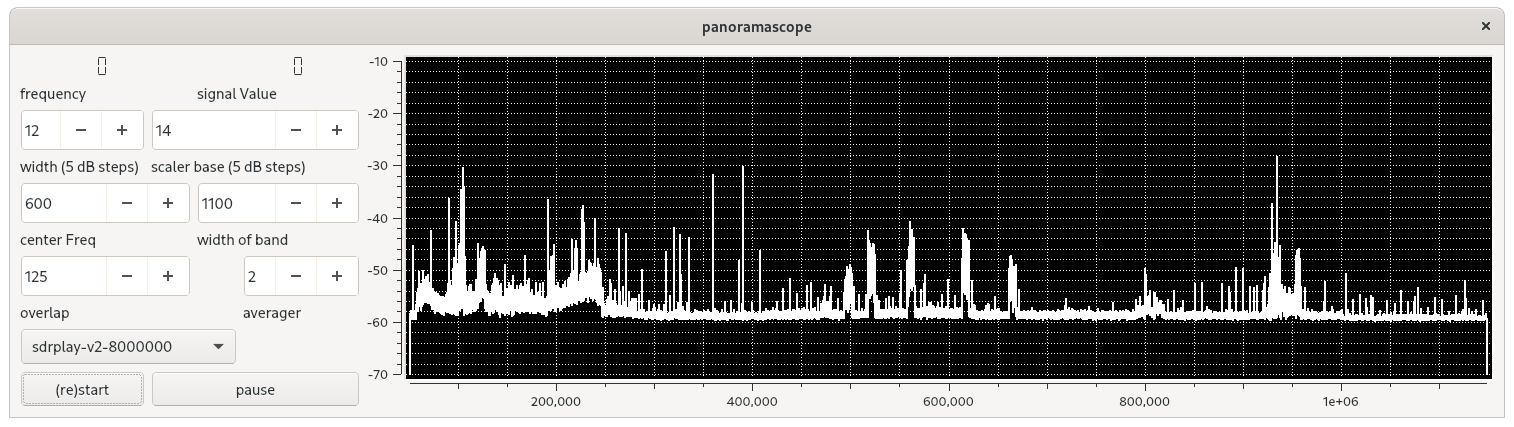 panoramascope ×
frequency signal Value
12 − + 14 − +
width (5 dB steps) scaler base (5 dB steps)
600 − + 1100 − +
center Freq width of band
125 − + 2 − +
overlap averager
sdrplay-v2-8000000
(re)start pause
-10
-20
-30
-40
-50
-60
-70
200,000 400,000 600,000 800,000 1e+06